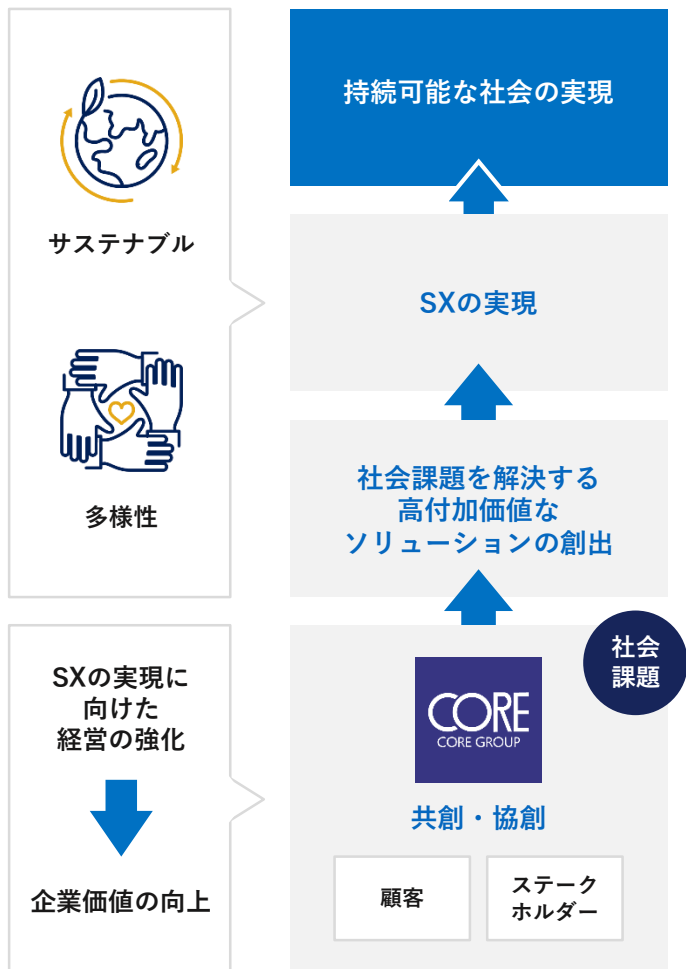 サステナブル
多様性
SXの実現に
向けた
経営の強化
企業価値の向上
持続可能な社会の実現
SXの実現
社会課題を解決する
高付加価値な
ソリューションの創出
社会
課題
CORE
CORE GROUP
共創・協創
顧客
ステーク
ホルダー